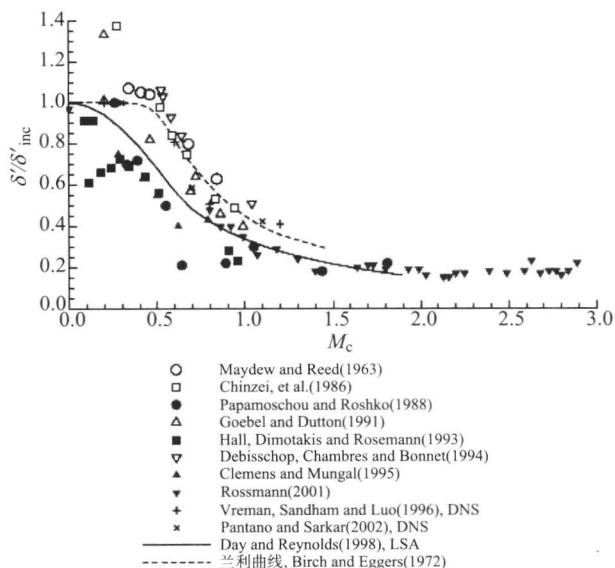 δ′/δ′inc
1.4
1.2
1.0
0.8
0.6
0.4
0.2
0.0
0.0 0.5 1.0 1.5 2.0 2.5 3.0
Mc
Maydew and Reed(1963)
Chinzei, et al.(1986)
Papamoschou and Roshko(1988)
Goebel and Dutton(1991)
Hall, Dimotakis and Rosemann(1993)
Debisschop, Chambres and Bonnet(1994)
Clemens and Mungal(1995)
Rossmann(2001)
Vreman, Sandham and Luo(1996), DNS
Pantano and Sarkar(2002), DNS
Day and Reynolds(1998), LSA
兰利曲线, Birch and Eggers(1972)